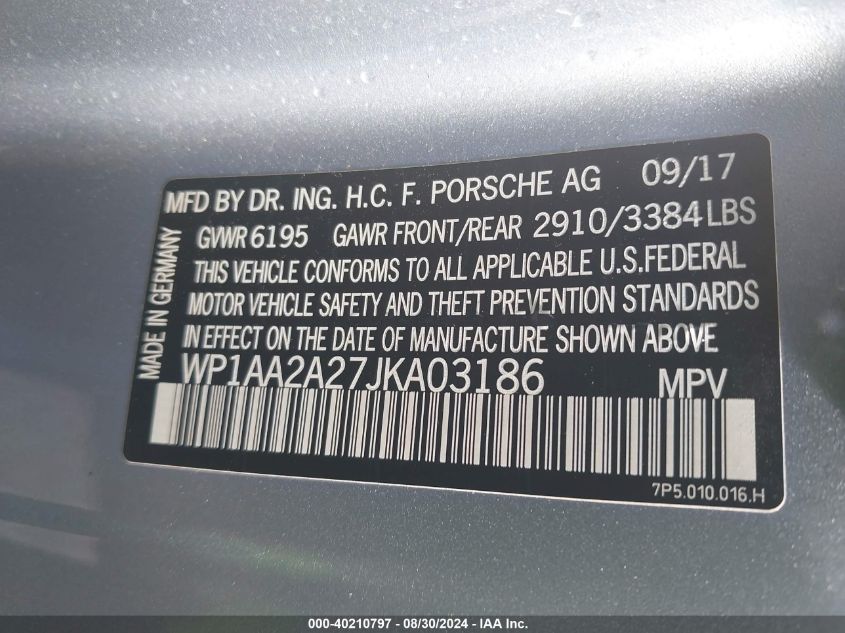 MFD BY DR. ING. H.C. F. PORSCHE AG 09/17
GVWR 6195 GAWR FRONT/REAR 2910/3384 LBS
THIS VEHICLE CONFORMS TO ALL APPLICABLE U.S.FEDERAL
MOTOR VEHICLE SAFETY AND THEFT PREVENTION STANDARDS
IN EFFECT ON THE DATE OF MANUFACTURE SHOWN ABOVE
MADE IN GERMANY
WP1AA2A27JKA03186 MPV
7P5.010.016.H
000-40210797 - 08/30/2024 - IAA Inc.